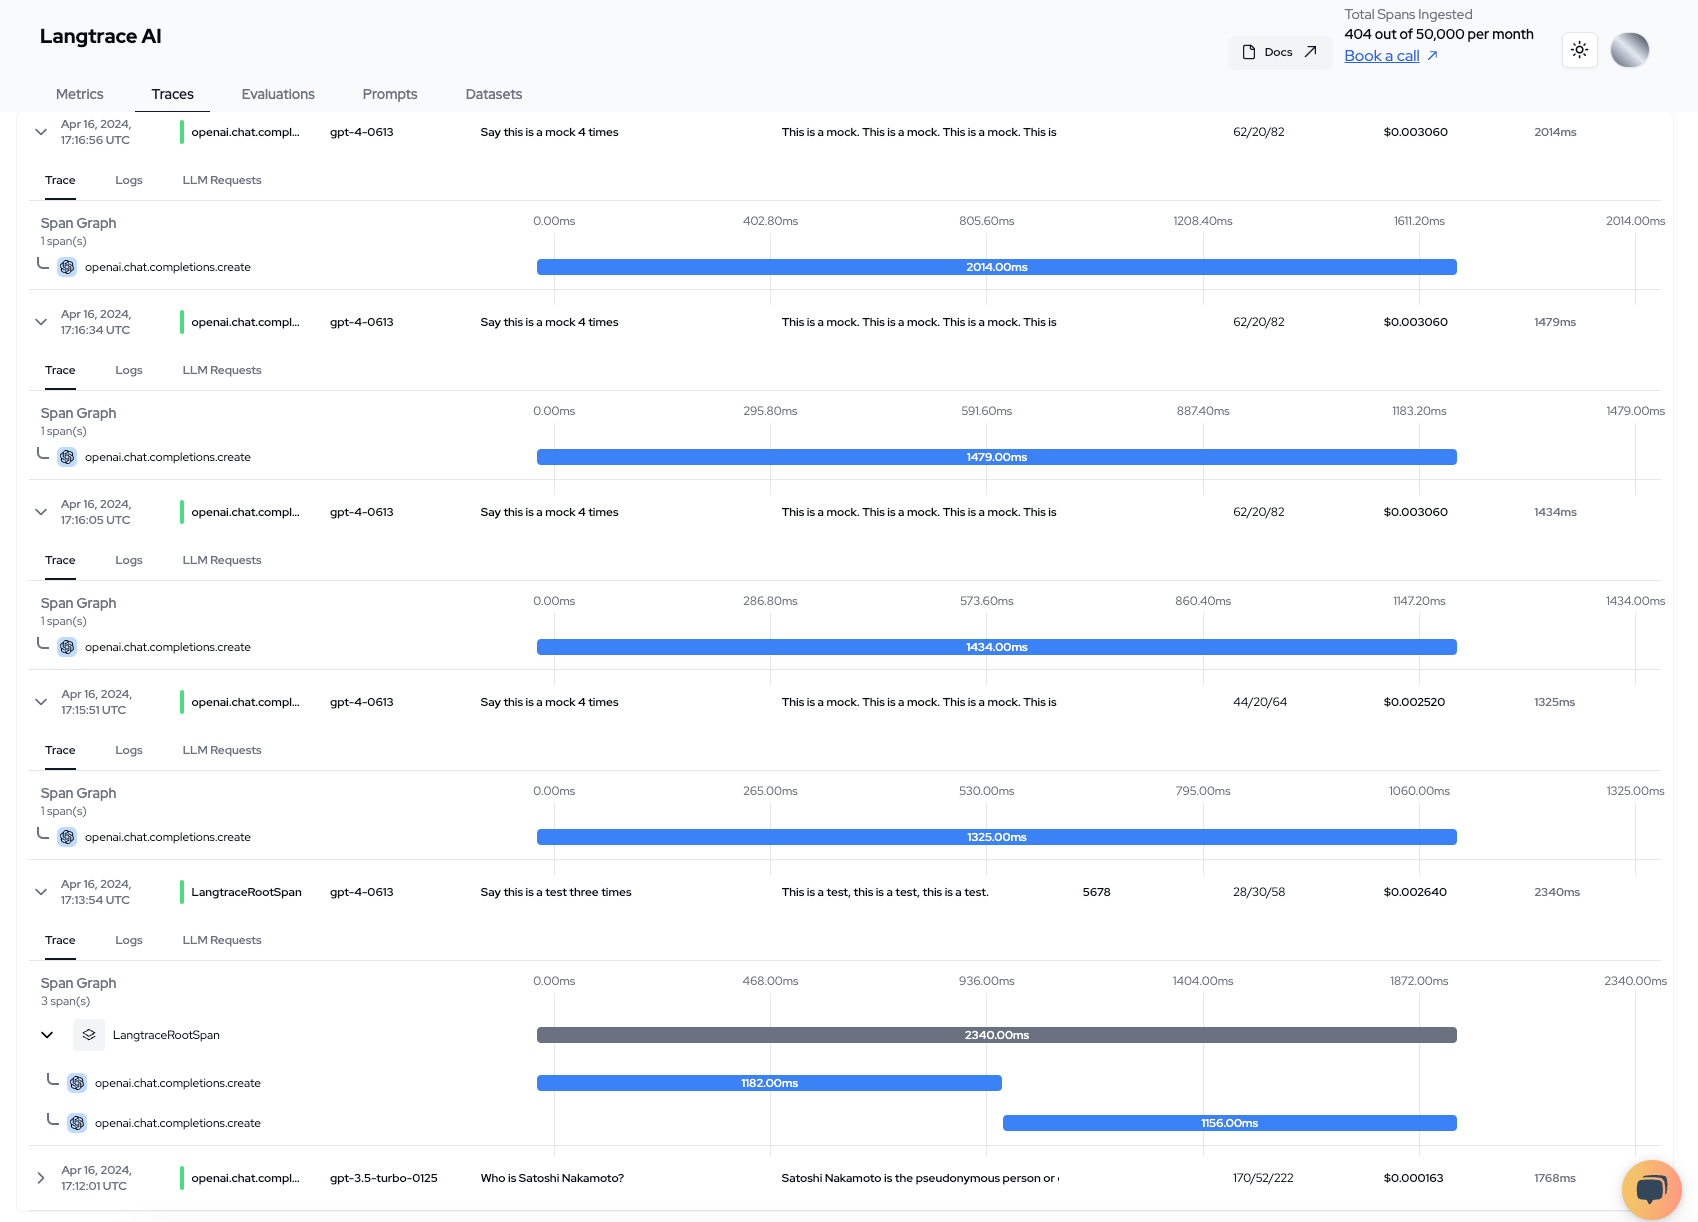 Langtrace AI
Docs
Total Spans Ingested
404 out of 50,000 per month
Book a call
Metrics Traces Evaluations Prompts Datasets
Apr 16, 2024,
17:16:56 UTC openai.chat.compl... gpt-4-0613 Say this is a mock 4 times This is a mock. This is a mock. This is a mock. This is 62/20/82 $0.003060 2014ms
Trace Logs LLM Requests
Span Graph 0.00ms 402.80ms 805.60ms 1208.40ms 1611.20ms 2014.00ms
1 span(s)
openai.chat.completions.create 2014.00ms
Apr 16, 2024,
17:16:34 UTC openai.chat.compl... gpt-4-0613 Say this is a mock 4 times This is a mock. This is a mock. This is a mock. This is 62/20/82 $0.003060 1479ms
Trace Logs LLM Requests
Span Graph 0.00ms 295.80ms 591.60ms 887.40ms 1183.20ms 1479.00ms
1 span(s)
openai.chat.completions.create 1479.00ms
Apr 16, 2024,
17:16:05 UTC openai.chat.compl... gpt-4-0613 Say this is a mock 4 times This is a mock. This is a mock. This is a mock. This is 62/20/82 $0.003060 1434ms
Trace Logs LLM Requests
Span Graph 0.00ms 286.80ms 573.60ms 860.40ms 1147.20ms 1434.00ms
1 span(s)
openai.chat.completions.create 1434.00ms
Apr 16, 2024,
17:15:51 UTC openai.chat.compl... gpt-4-0613 Say this is a mock 4 times This is a mock. This is a mock. This is a mock. This is 44/20/64 $0.002520 1325ms
Trace Logs LLM Requests
Span Graph 0.00ms 265.00ms 530.00ms 795.00ms 1060.00ms 1325.00ms
1 span(s)
openai.chat.completions.create 1325.00ms
Apr 16, 2024,
17:13:54 UTC LangtraceRootSpan gpt-4-0613 Say this is a test three times This is a test, this is a test, this is a test. 5678 28/30/58 $0.002640 2340ms
Trace Logs LLM Requests
Span Graph 0.00ms 468.00ms 936.00ms 1404.00ms 1872.00ms 2340.00ms
3 span(s)
LangtraceRootSpan 2340.00ms
openai.chat.completions.create 1182.00ms
openai.chat.completions.create 1156.00ms
Apr 16, 2024,
17:12:01 UTC openai.chat.compl... gpt-3.5-turbo-0125 Who is Satoshi Nakamoto? Satoshi Nakamoto is the pseudonymous person or 170/52/222 $0.000163 1768ms